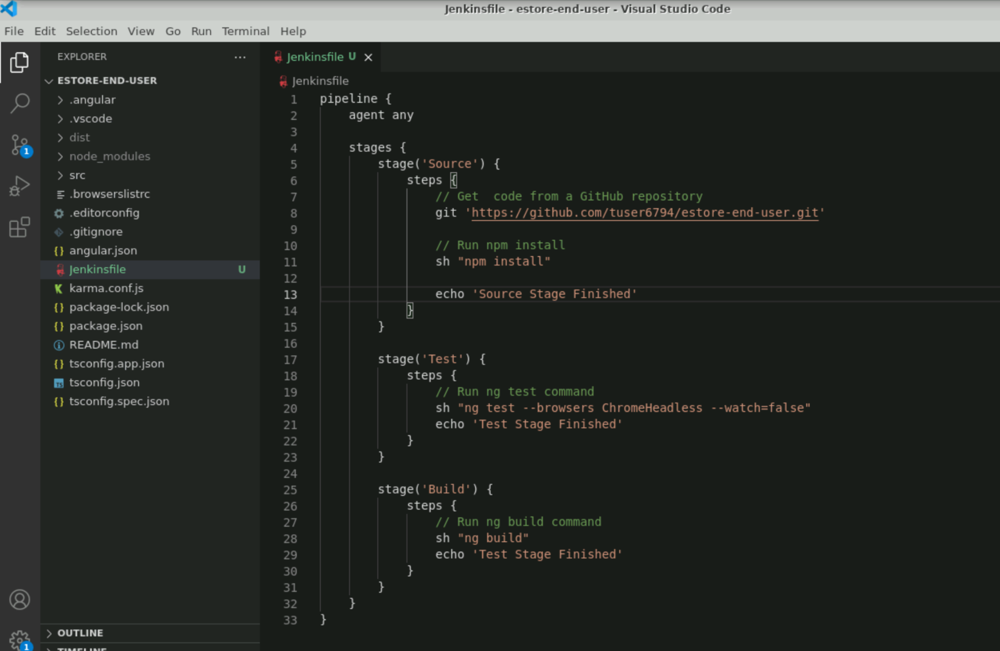 Jenkinsfile - estore-end-user - Visual Studio Code
File Edit Selection View Go Run Terminal Help
EXPLORER ...
ESTORE-END-USER
.angular
.vscode
dist
node_modules
src
.browserslistrc
.editorconfig
.gitignore
angular.json
Jenkinsfile U
karma.conf.js
package-lock.json
package.json
README.md
tsconfig.app.json
TS tsconfig.json
tsconfig.spec.json
OUTLINE
TIMELINE
1
1
Jenkinsfile U
Jenkinsfile
1 pipeline {
2     agent any
3
4     stages {
5         stage('Source') {
6             steps {
7                 // Get  code from a GitHub repository
8                 git 'https://github.com/tuser6794/estore-end-user.git'
9
10                 // Run npm install
11                 sh "npm install"
12
13                 echo 'Source Stage Finished'
14             }
15         }
16
17         stage('Test') {
18             steps {
19                 // Run ng test command
20                 sh "ng test --browsers ChromeHeadless --watch=false"
21                 echo 'Test Stage Finished'
22             }
23         }
24
25         stage('Build') {
26             steps {
27                 // Run ng build command
28                 sh "ng build"
29                 echo 'Test Stage Finished'
30             }
31         }
32     }
33 }